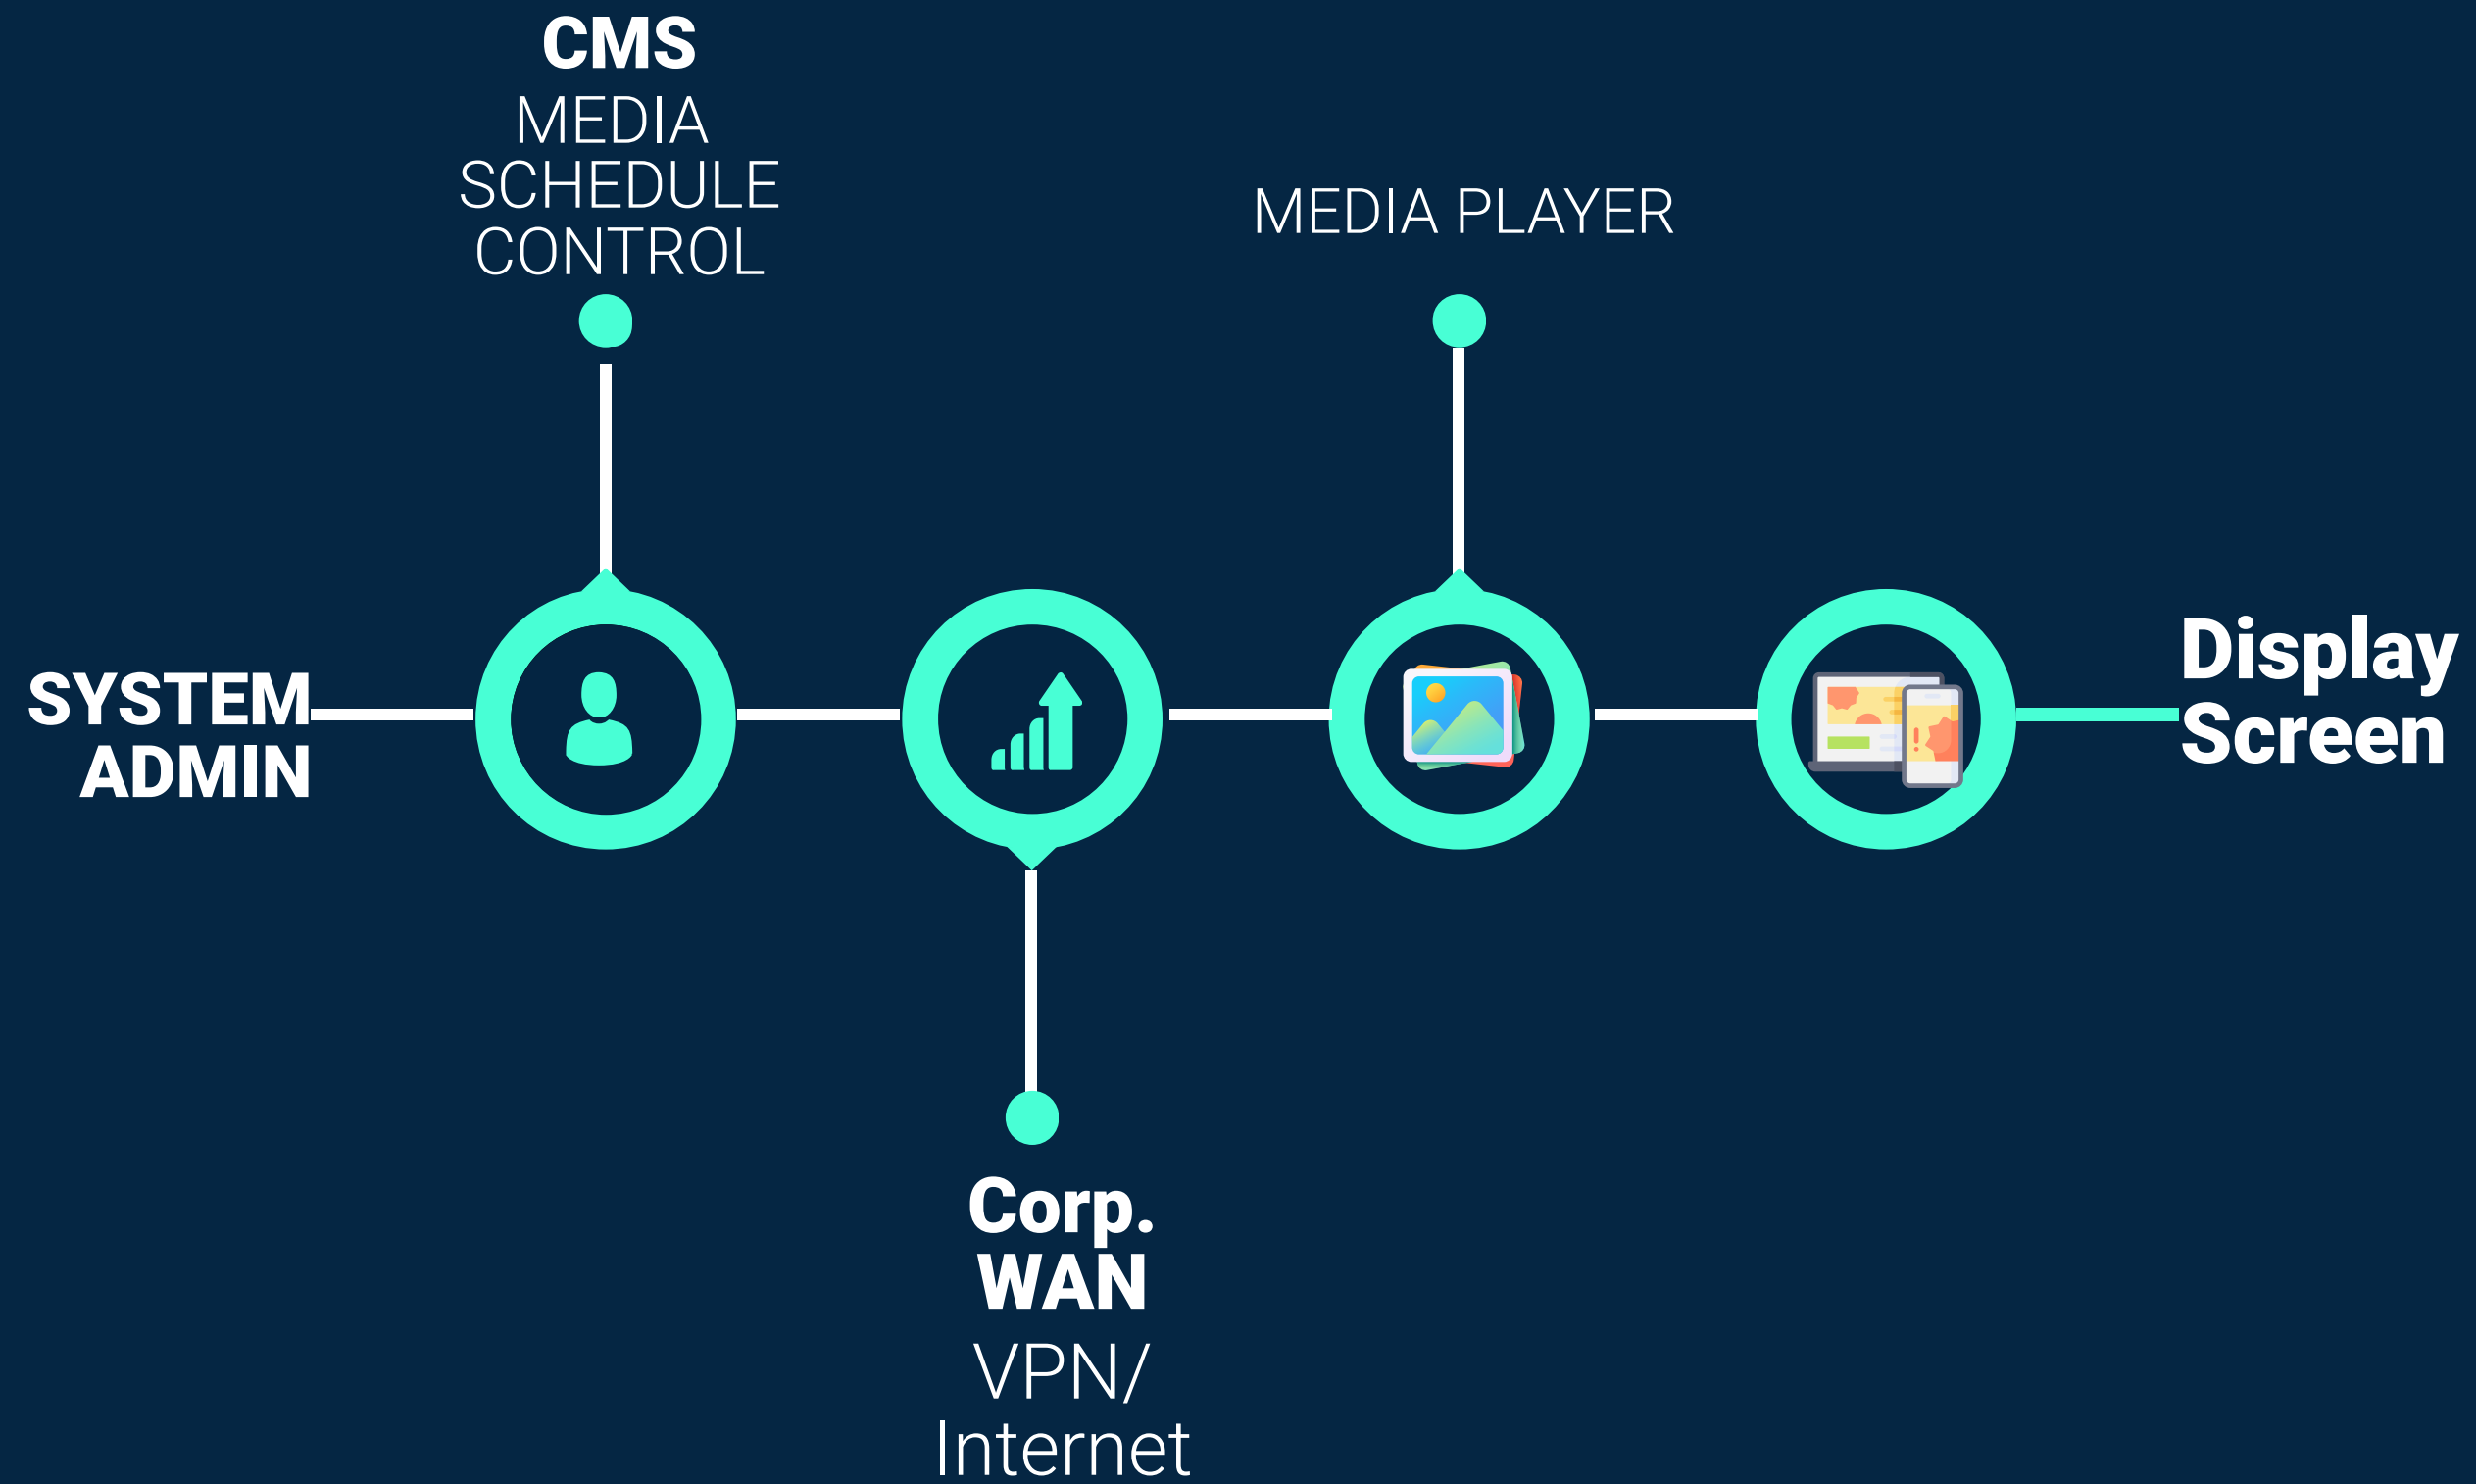 CMS
MEDIA
SCHEDULE
CONTROL
MEDIA PLAYER
SYSTEM
ADMIN
Display
Screen
Corp.
WAN
VPN/
Internet